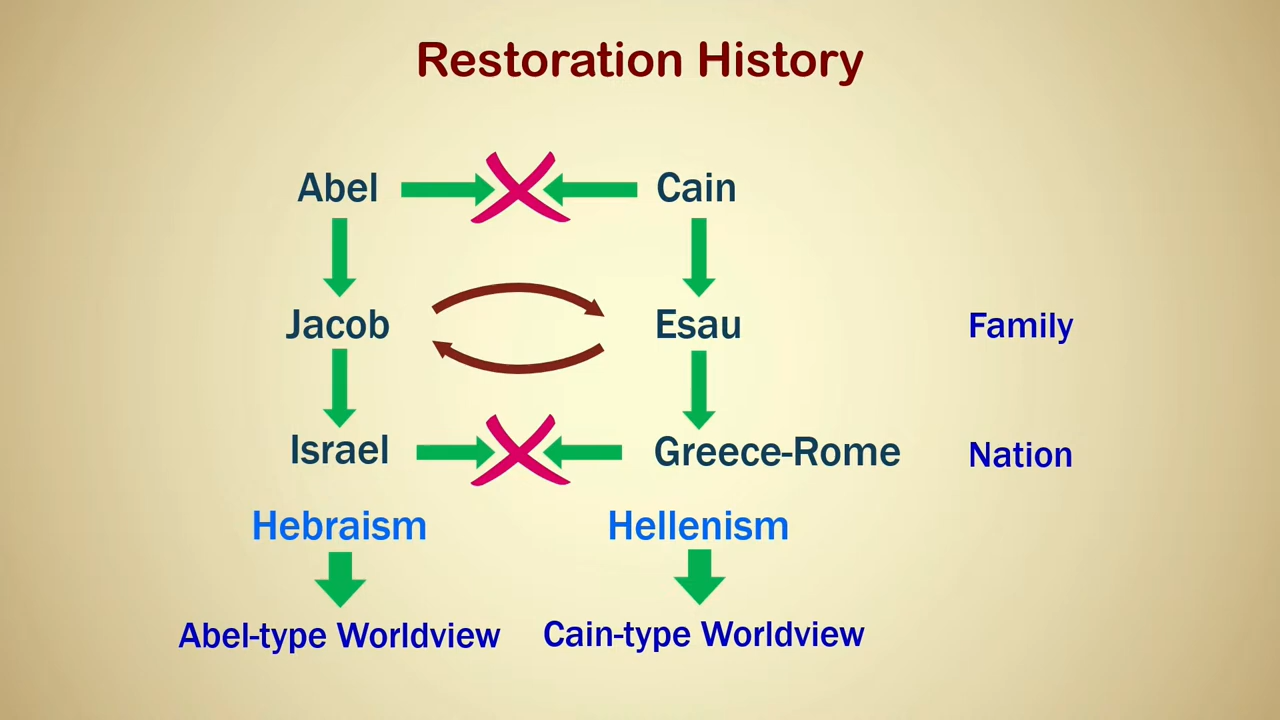 Restoration History
Abel Cain
Jacob Esau Family
Israel Greece-Rome Nation
Hebraism Hellenism
Abel-type Worldview Cain-type Worldview